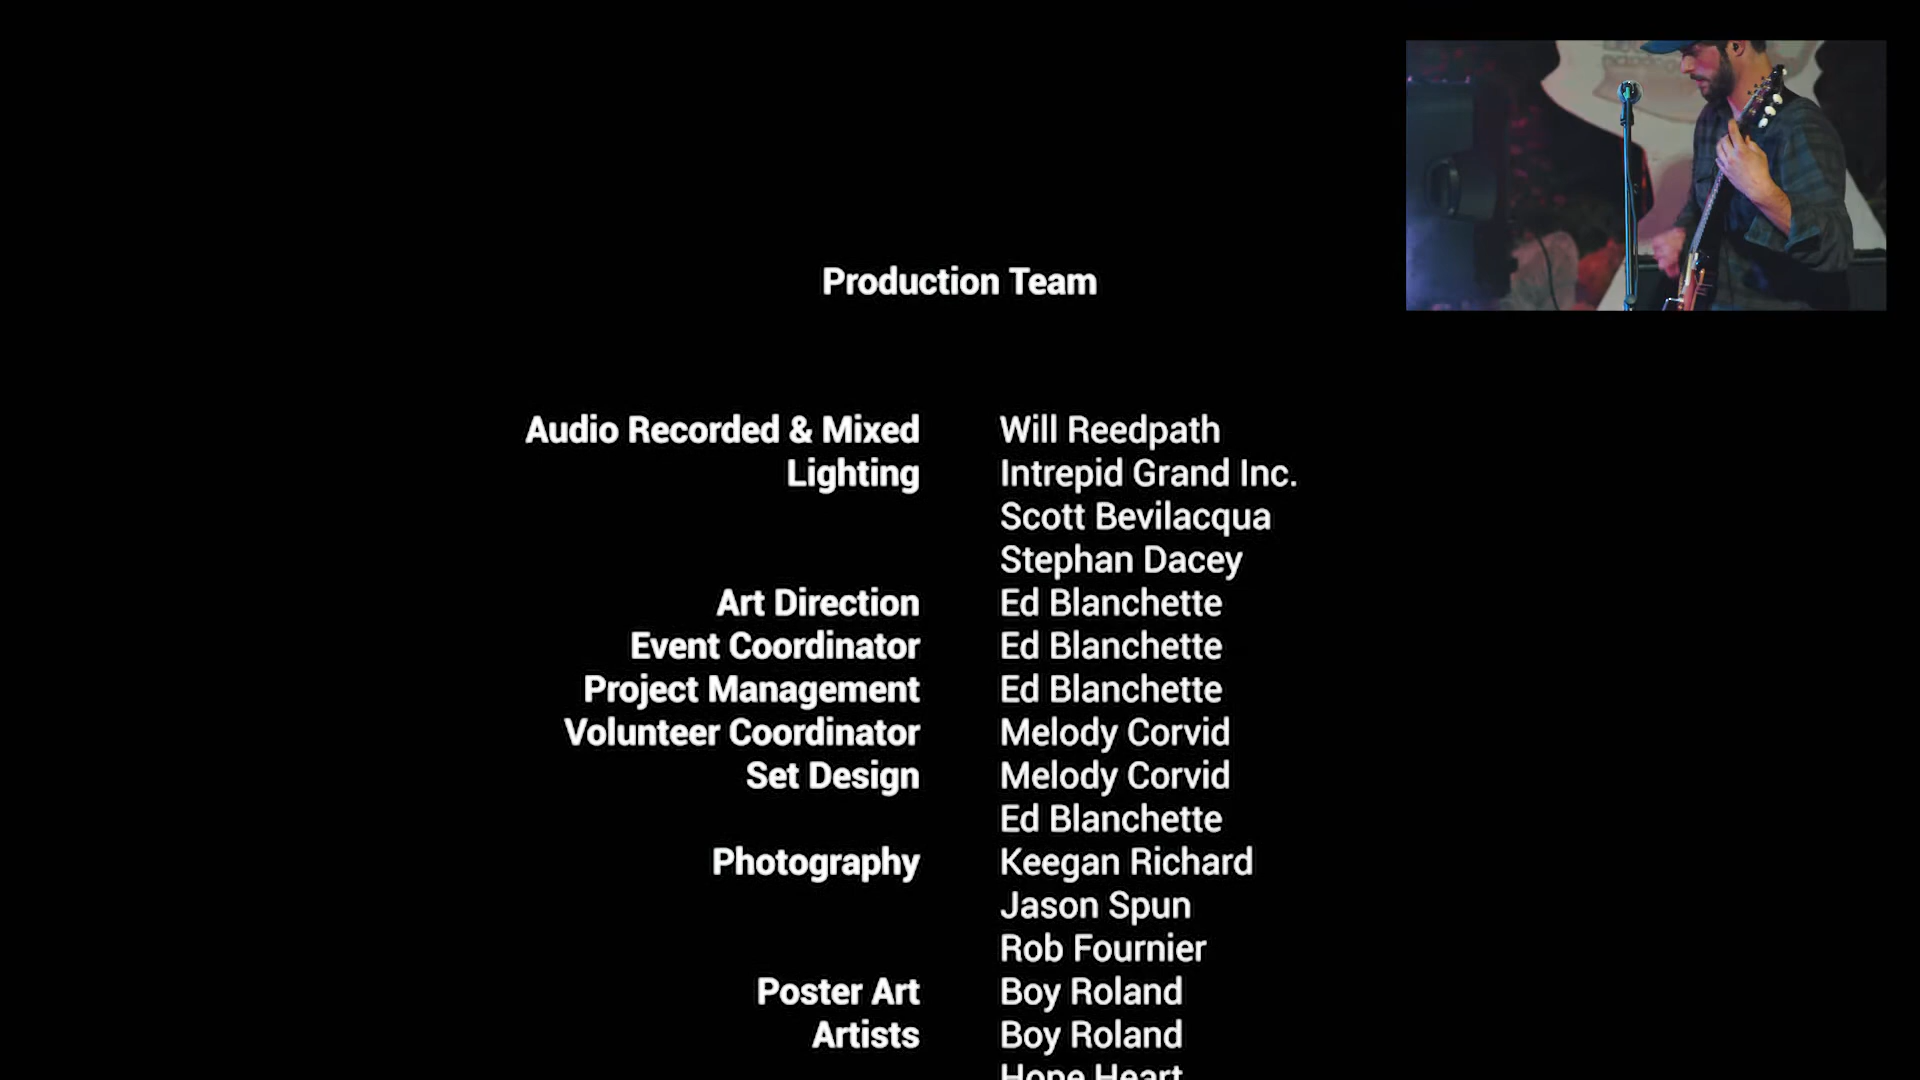 Production Team
Audio Recorded & Mixed Will Reedpath
Lighting Intrepid Grand Inc.
Scott Bevilacqua
Stephan Dacey
Art Direction Ed Blanchette
Event Coordinator Ed Blanchette
Project Management Ed Blanchette
Volunteer Coordinator Melody Corvid
Set Design Melody Corvid
Ed Blanchette
Photography Keegan Richard
Jason Spun
Rob Fournier
Poster Art Boy Roland
Artists Boy Roland
Hope Heart